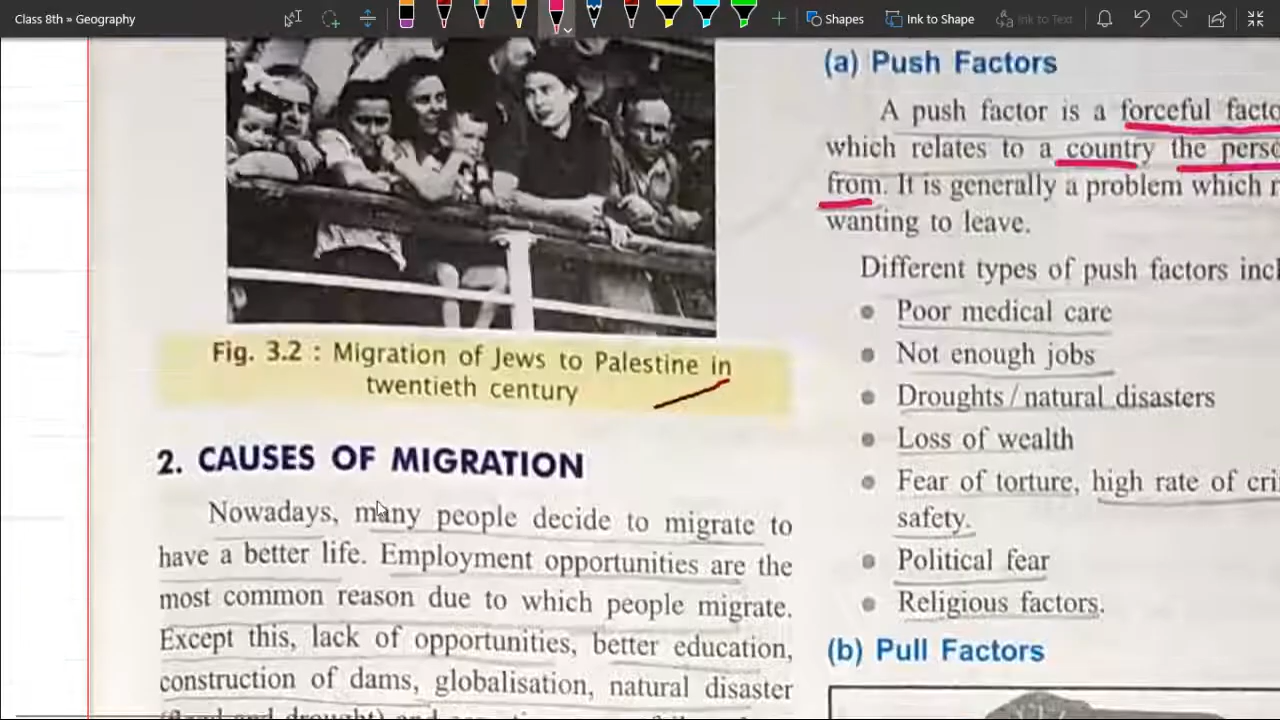 Class 8th » Geography
Shapes
Ink to Shape
Ink to Text
Fig. 3.2 : Migration of Jews to Palestine in
twentieth century
2. CAUSES OF MIGRATION
Nowadays, many people decide to migrate to
have a better life. Employment opportunities are the
most common reason due to which people migrate.
Except this, lack of opportunities, better education,
construction of dams, globalisation, natural disaster
(a) Push Factors
A push factor is a forceful
which relates to a country the
from. It is generally a problem which
wanting to leave.
Different types of push factors
Poor medical care
Not enough jobs
Droughts / natural disasters
Loss of wealth
Fear of torture, high rate of
safety.
Political fear
Religious factors.
(b) Pull Factors